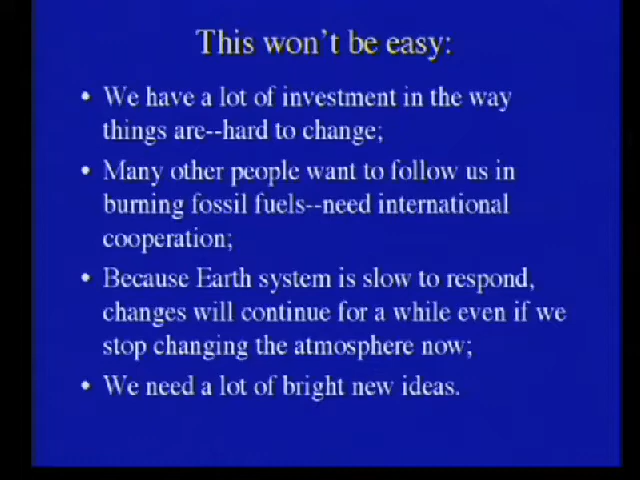 This won't be easy:
• We have a lot of investment in the way
things are--hard to change;
• Many other people want to follow us in
burning fossil fuels--need international
cooperation;
• Because Earth system is slow to respond,
changes will continue for a while even if we
stop changing the atmosphere now;
• We need a lot of bright new ideas.